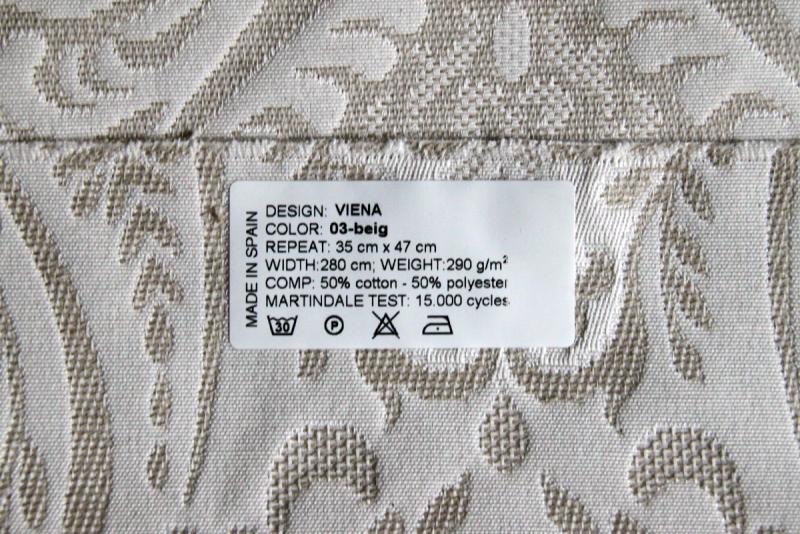 MADE IN SPAIN
DESIGN: VIENA
COLOR: 03-beig
REPEAT: 35 cm x 47 cm
WIDTH:280 cm; WEIGHT:290 g/m²
COMP: 50% cotton - 50% polyester
MARTINDALE TEST: 15.000 cycles
30 P